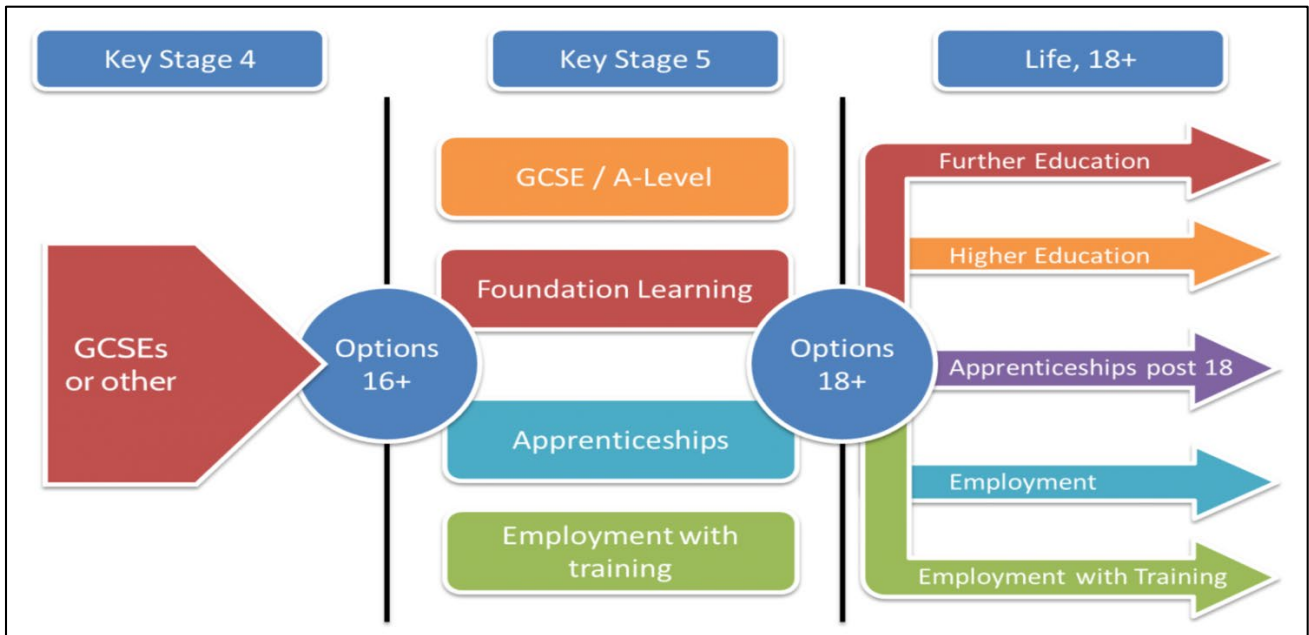 Key Stage 4
Key Stage 5
Life, 18+
GCSEs
or other
Options
16+
GCSE / A-Level
Foundation Learning
Apprenticeships
Employment with
training
Options
18+
Further Education
Higher Education
Apprenticeships post 18
Employment
Employment with Training